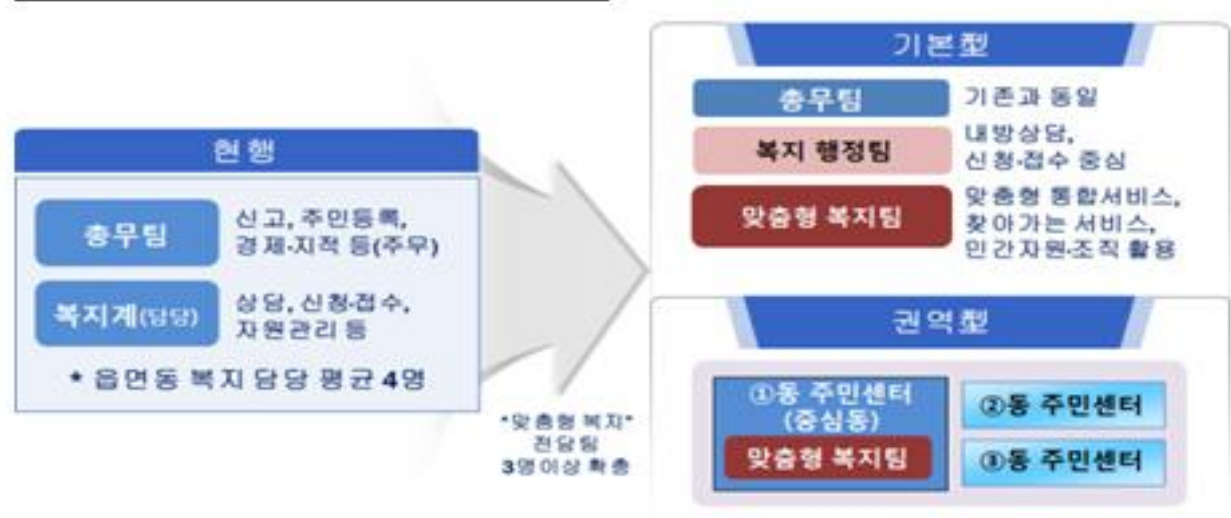 현행
총무팀
신고, 주민등록,
경제·지적 등(주무)
복지계(담당)
상담, 신청·접수,
자원관리 등
* 읍면동 복지 담당 평균 4명
"맞춤형 복지"
전담팀
3명이상 확충
기본型
총무팀
기존과 동일
복지 행정팀
내방상담,
신청·접수 중심
맞춤형 복지팀
맞춤형 통합서비스,
찾아가는 서비스,
민간자원·조직 활용
권역型
①동 주민센터
(중심동)
맞춤형 복지팀
②동 주민센터
③동 주민센터